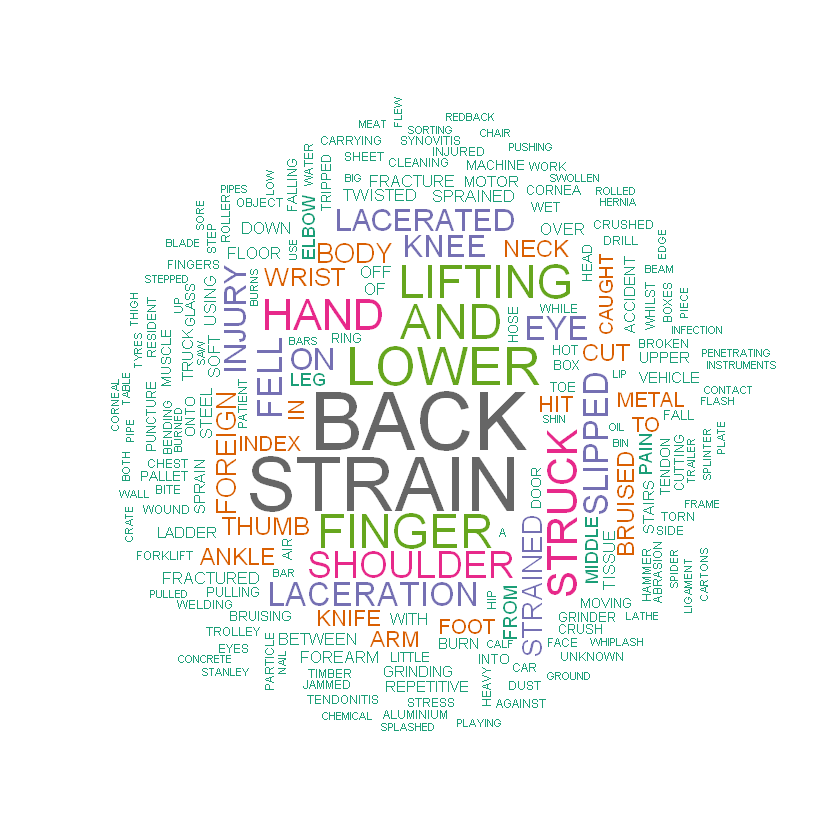 FLEW
REDBACK
MEAT
SORTING
CHAIR
CARRYING
SYNOVITIS
PUSHING
WATER
SHEET
INJURED
CLEANING
MACHINE
WORK
LOW
FALLING
TRIPPED
BIG
FRACTURE
MOTOR
SWOLLEN
PIPES
OBJECT
TWISTED
SPRAINED
CORNEA
ROLLED
HERNIA
SORE
STEP
ROLLER
DOWN
USE
ELBOW
LACERATED
WET
OVER
CRUSHED
BLADE
FLOOR
BODY
KNEE
NECK
HEAD
DRILL
EDGE
FINGERS
STEPPED
INJURY
BURNS
WRIST
OFF
OF
LIFTING
CAUGHT
ACCIDENT
WHILST
BEAM
BOXES
PIECE
THIGH
UP
GLASS
USING
HAND
AND
HOSE
WHILE
EYE
INFECTION
TYRES
RESIDENT
MUSCLE
TRUCK
SAW
SOFT
FELL
BARS
RING
ON
LOWER
HOT
BOX
CUT
BROKEN
UPPER
PENETRATING
INSTRUMENTS
CORNEAL
TABLE
PUNCTURE
BENDING
BURNED
ONTO
STEEL
PATIENT
LEG
TOE
LIP
VEHICLE
CONTACT
FLASH
BOTH
PIPE
FOREIGN
IN
BACK
HIT
SHIN
SLIPPED
METAL
TO
FALL
PLATE
WALL
CHEST
PALLET
BITE
SPRAIN
INDEX
STRUCK
OIL
BIN
BRUISED
PAIN
TENDON
CUTTING
TRAILER
SPLINTER
CRATE
WOUND
STRAIN
DOOR
STAIRS
FRAME
LADDER
THUMB
FINGER
A
MIDDLE
TISSUE
TORN
SIDE
FORKLIFT
ANKLE
AIR
SHOULDER
STRAINED
HAMMER
ABRASION
SPIDER
LIGAMENT
CARTONS
FRACTURED
BAR
PULLED
PULLING
WELDING
LACERATION
HIP
FROM
MOVING
BRUISING
KNIFE
WITH
FOOT
GRINDER
LATHE
TROLLEY
BETWEEN
ARM
BURN
CALF
CRUSH
FACE
WHIPLASH
EYES
CONCRETE
STANLEY
PARTICLE
NAIL
FOREARM
LITTLE
INTO
UNKNOWN
TIMBER
JAMMED
GRINDING
REPETITIVE
HEAVY
CAR
DUST
GROUND
TENDONITIS
STRESS
AGAINST
CHEMICAL
ALUMINIUM
SPLASHED
PLAYING